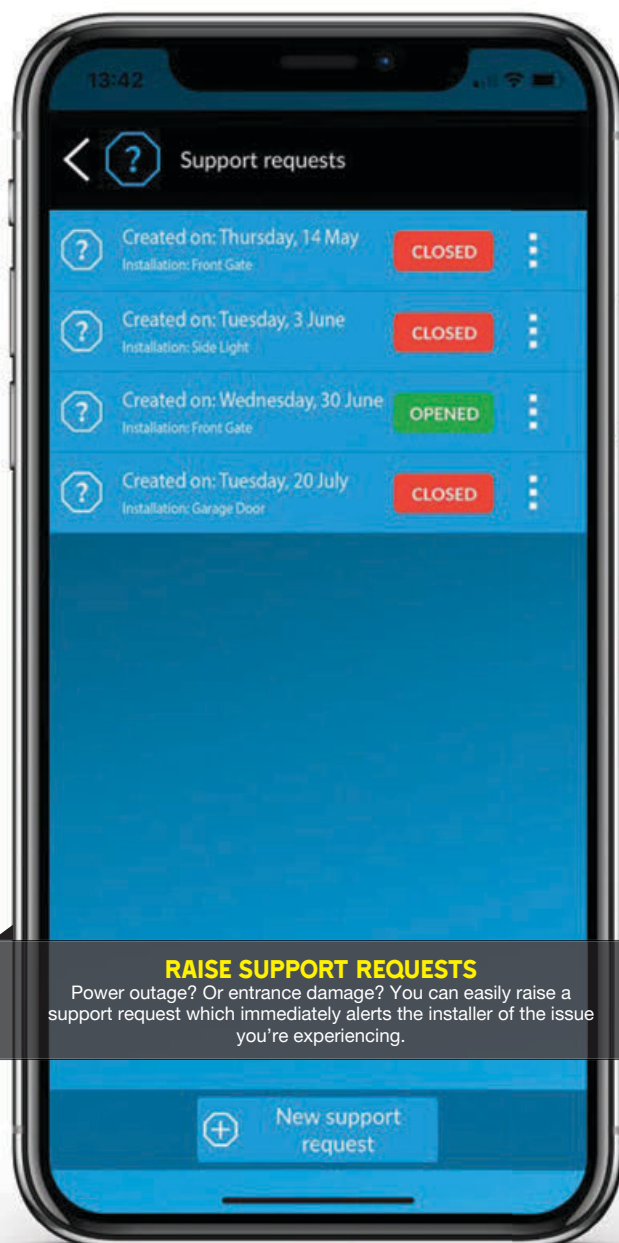 13:42
?
Support requests
?
Created on: Thursday, 14 May
CLOSED
Installation: Front Gate
?
Created on: Tuesday, 3 June
CLOSED
Installation: Side Light
?
Created on: Wednesday, 30 June
OPENED
Installation: Front Gate
?
Created on: Tuesday, 20 July
CLOSED
Installation: Garage Door
RAISE SUPPORT REQUESTS
Power outage? Or entrance damage? You can easily raise a
support request which immediately alerts the installer of the issue
you're experiencing.
New support
request